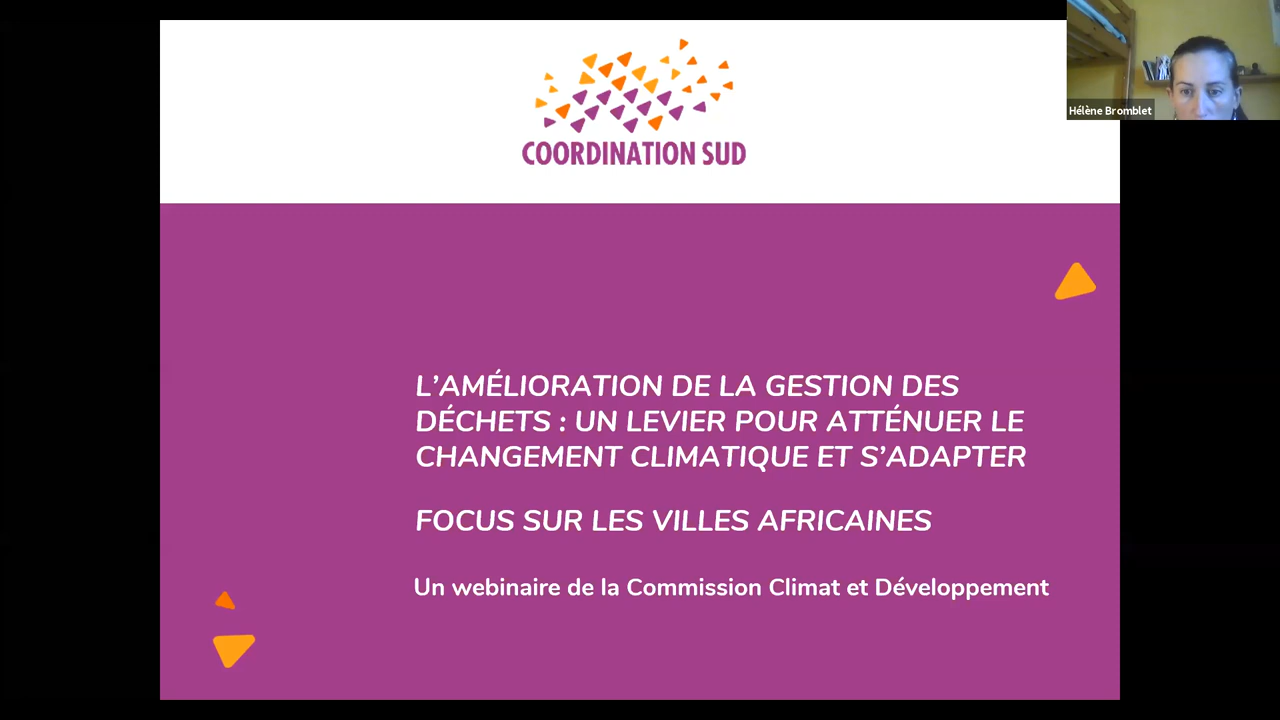 COORDINATION SUD
Hélène Bromblet
L’AMÉLIORATION DE LA GESTION DES
DÉCHETS : UN LEVIER POUR ATTÉNUER LE
CHANGEMENT CLIMATIQUE ET S’ADAPTER
FOCUS SUR LES VILLES AFRICAINES
Un webinaire de la Commission Climat et Développement